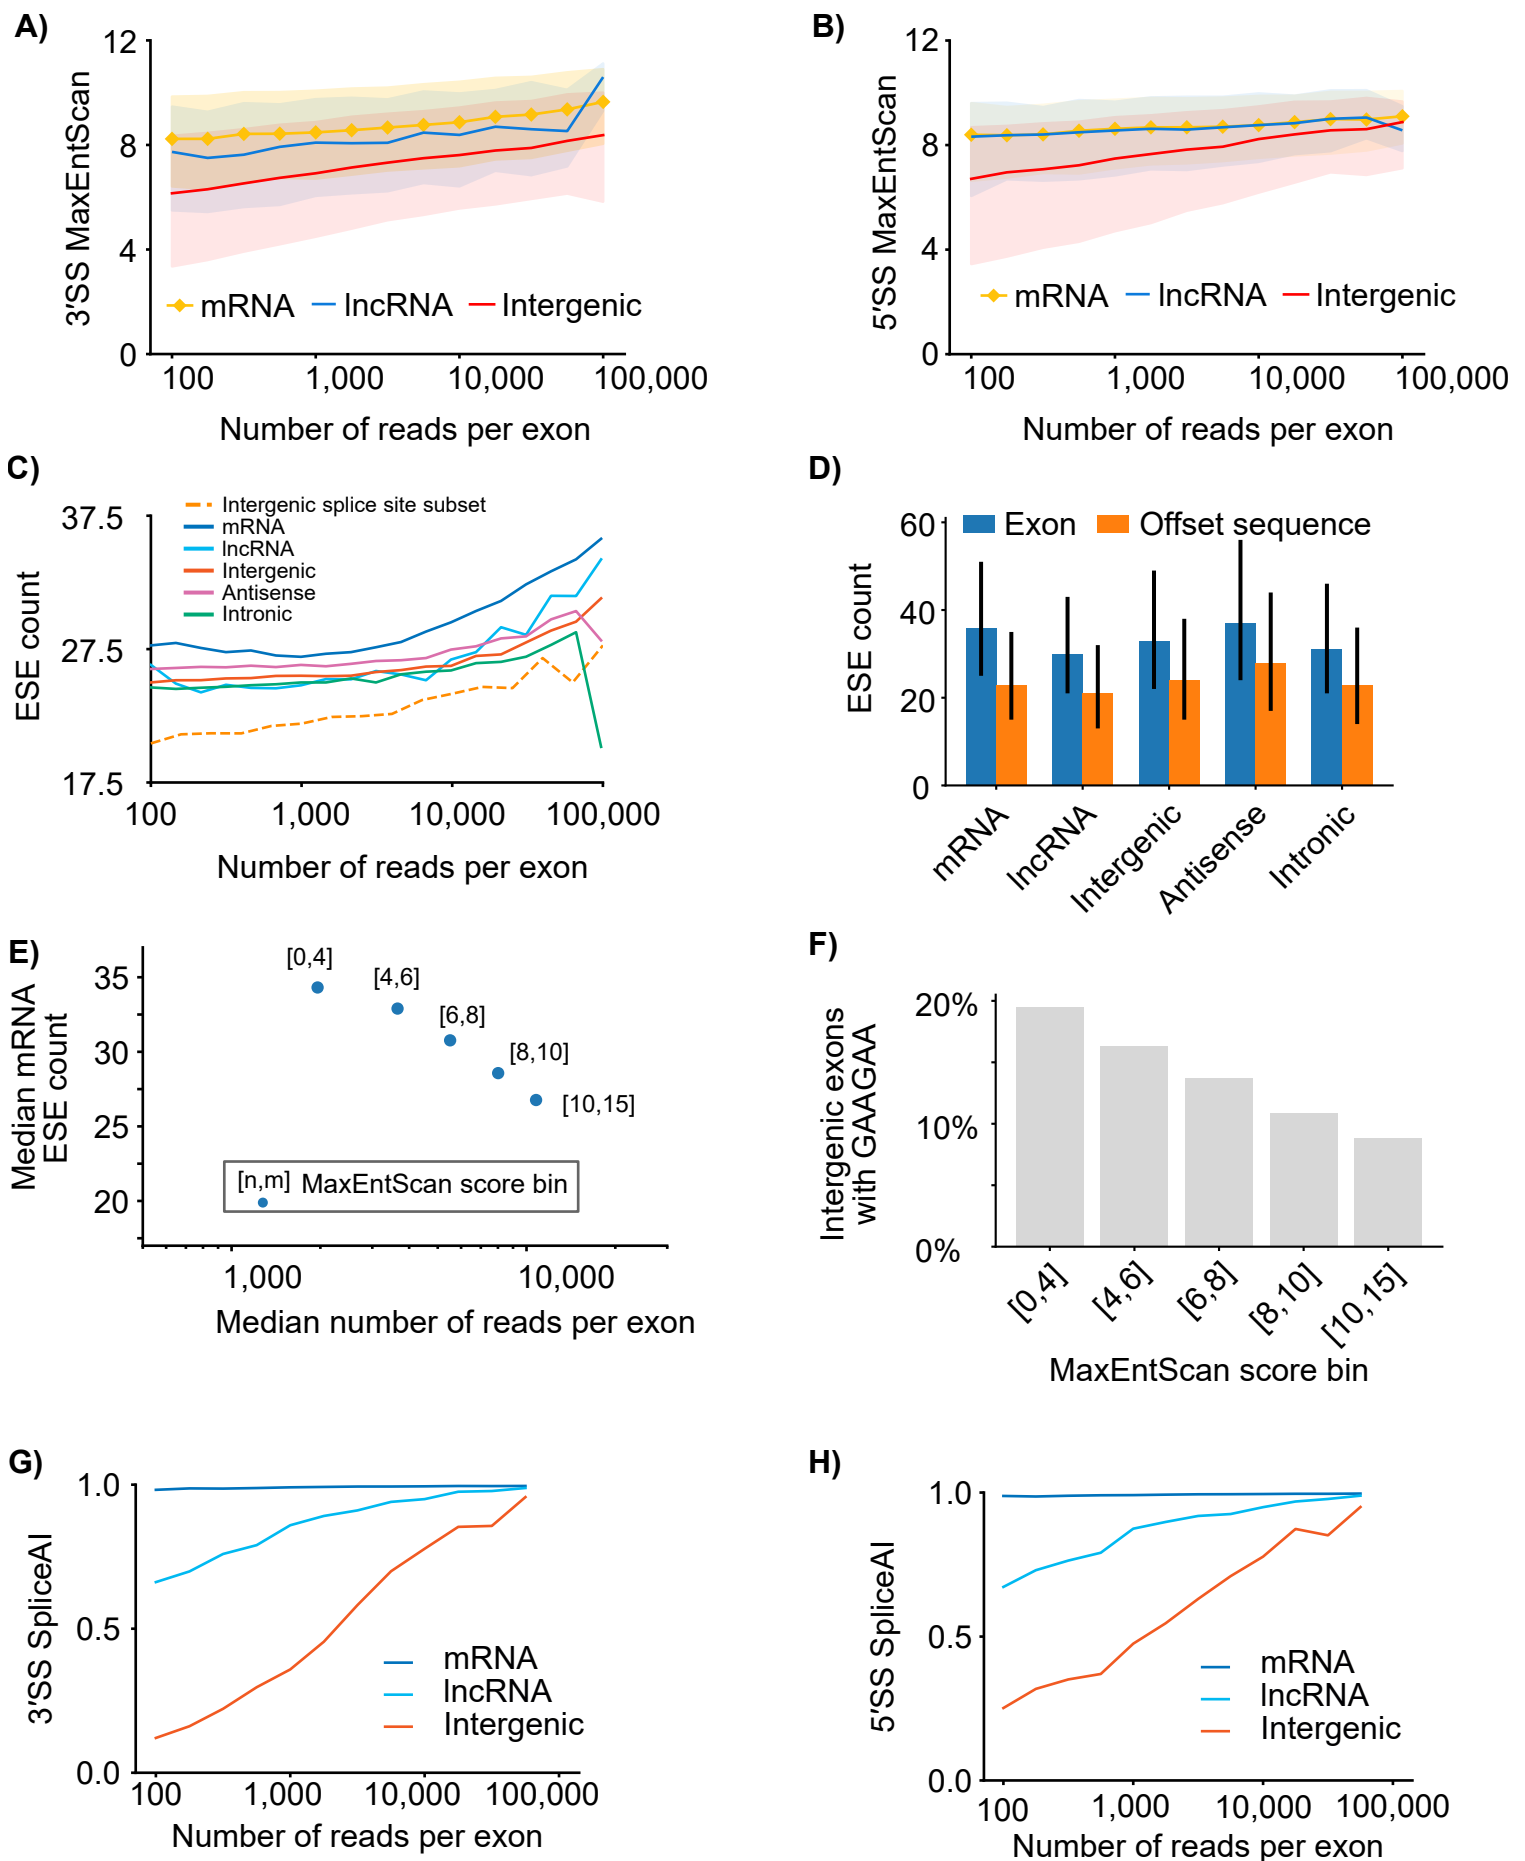 A)
12
8
4
0
3′SS MaxEntScan
mRNA lncRNA Intergenic
100 1,000 10,000 100,000
Number of reads per exon
B)
12
8
4
0
5′SS MaxEntScan
mRNA lncRNA Intergenic
100 1,000 10,000 100,000
Number of reads per exon
C)
37.5
27.5
17.5
ESE count
Intergenic splice site subset
mRNA
lncRNA
Intergenic
Antisense
Intronic
100 1,000 10,000 100,000
Number of reads per exon
D)
60
40
20
0
ESE count
Exon Offset sequence
mRNA
lncRNA
Intergenic
Antisense
Intronic
E)
35
30
25
20
Median mRNA
ESE count
[0,4]
[4,6]
[6,8]
[8,10]
[10,15]
[n,m] MaxEntScan score bin
1,000 10,000
Median number of reads per exon
F)
20%
10%
0%
Intergenic exons
with GAAGAA
[0,4]
[4,6]
[6,8]
[8,10]
[10,15]
MaxEntScan score bin
G)
1.0
0.5
0.0
3′SS SpliceAI
mRNA
lncRNA
Intergenic
100 1,000 10,000 100,000
Number of reads per exon
H)
1.0
0.5
0.0
5′SS SpliceAI
mRNA
lncRNA
Intergenic
100 1,000 10,000 100,000
Number of reads per exon